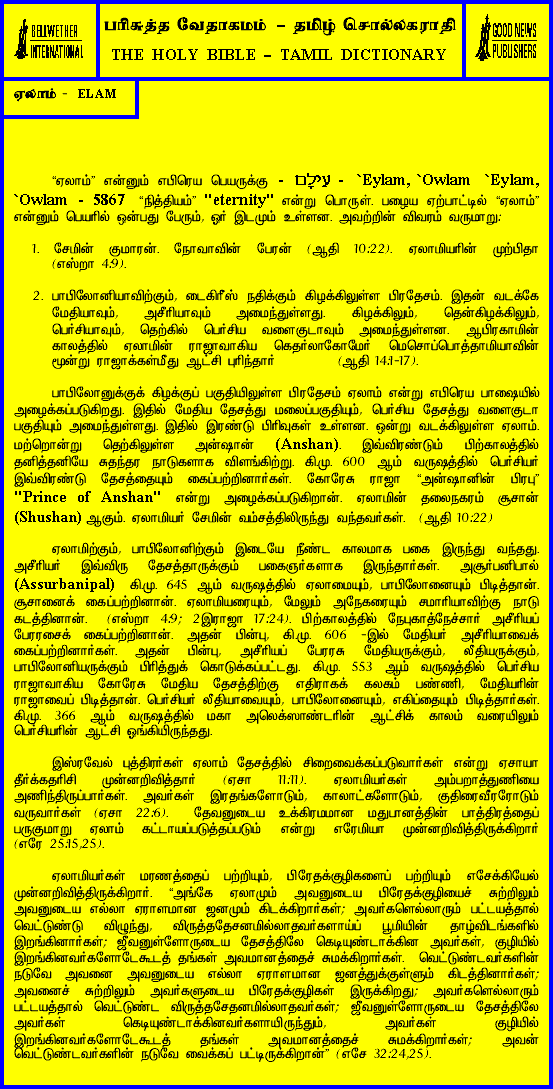 BELLWETHER
INTERNATIONAL
பரிசுத்த வேதாகமம் – தமிழ் சொல்லகராதி
THE HOLY BIBLE – TAMIL DICTIONARY
GOOD NEWS
PUBLISHERS
ஏலாம் - ELAM
“ஏலாம்” என்னும் எபிரெய பெயருக்கு - עֵילָם - `Eylam, `Owlam `Eylam,
`Owlam - 5867 “நித்தியம்” "eternity" என்று பொருள். பழைய ஏற்பாட்டில் “ஏலாம்”
என்னும் பெயரில் ஒன்பது பேரும், ஓர் இடமும் உள்ளன. அவற்றின் விவரம் வருமாறு:
1. சேமின் குமாரன். நோவாவின் பேரன் (ஆதி 10:22). ஏலாமியரின் முற்பிதா
(எஸ்றா 4:9).
2. பாபிலோனியாவிற்கும், டைகிரீஸ் நதிக்கும் கிழக்கிலுள்ள பிரதேசம். இதன் வடக்கே
மேதியாவும், அசீரியாவும் அமைந்துள்ளது. கிழக்கிலும், தென்கிழக்கிலும்,
பெர்சியாவும், தெற்கில் பெர்சிய வளைகுடாவும் அமைந்துள்ளன. ஆபிரகாமின்
காலத்தில் ஏலாமின் ராஜாவாகிய கெதர்லாகோமேர் மெசொப்பொத்தாமியாவின்
மூன்று ராஜாக்கள்மீது ஆட்சி புரிந்தார் (ஆதி 14:1-17).
பாபிலோனுக்குக் கிழக்குப் பகுதியிலுள்ள பிரதேசம் ஏலாம் என்று எபிரெய பாஷையில்
அழைக்கப்படுகிறது. இதில் மேதிய தேசத்து மலைப்பகுதியும், பெர்சிய தேசத்து வளைகுடா
பகுதியும் அமைந்துள்ளது. இதில் இரண்டு பிரிவுகள் உள்ளன. ஒன்று வடக்கிலுள்ள ஏலாம்.
மற்றொன்று தெற்கிலுள்ள அன்ஷான் (Anshan). இவ்விரண்டும் பிற்காலத்தில்
தனித்தனியே சுதந்தர நாடுகளாக விளங்கிற்று. கி.மு. 600 ஆம் வருஷத்தில் பெர்சியர்
இவ்விரண்டு தேசத்தையும் கைப்பற்றினார்கள். கோரேசு ராஜா “அன்ஷானின் பிரபு”
"Prince of Anshan" என்று அழைக்கப்படுகிறான். ஏலாமின் தலைநகரம் சூசான்
(Shushan) ஆகும். ஏலாமியர் சேமின் வம்சத்திலிருந்து வந்தவர்கள். (ஆதி 10:22)
ஏலாமிற்கும், பாபிலோனிற்கும் இடையே நீண்ட காலமாக பகை இருந்து வந்தது.
அசீரியர் இவ்விரு தேசத்தாருக்கும் பகைஞர்களாக இருந்தார்கள். அசூர்பனிபால்
(Assurbanipal) கி.மு. 645 ஆம் வருஷத்தில் ஏலாமையும், பாபிலோனையும் பிடித்தான்.
சூசானைக் கைப்பற்றினான். ஏலாமியரையும், மேலும் அநேகரையும் சமாரியாவிற்கு நாடு
கடத்தினான். (எஸ்றா 4:9; 2இராஜா 17:24). பிற்காலத்தில் நேபுகாத்நேச்சார் அசீரியப்
பேரரசைக் கைப்பற்றினான். அதன் பின்பு, கி.மு. 606 -இல் மேதியர் அசீரியாவைக்
கைப்பற்றினார்கள். அதன் பின்பு, அசீரியப் பேரரசு மேதியருக்கும், லீதியருக்கும்,
பாபிலோனியருக்கும் பிரித்துக் கொடுக்கப்பட்டது. கி.மு. 553 ஆம் வருஷத்தில் பெர்சிய
ராஜாவாகிய கோரேசு மேதிய தேசத்திற்கு எதிராகக் கலகம் பண்ணி, மேதியரின்
ராஜாவைப் பிடித்தான். பெர்சியர் லீதியாவையும், பாபிலோனையும், எகிப்தையும் பிடித்தார்கள்.
கி.மு. 366 ஆம் வருஷத்தில் மகா அலெக்ஸாண்டரின் ஆட்சிக் காலம் வரையிலும்
பெர்சியரின் ஆட்சி ஓங்கியிருந்தது.
இஸ்ரவேல் புத்திரர்கள் ஏலாம் தேசத்தில் சிறைவைக்கப்படுவார்கள் என்று ஏசாயா
தீர்க்கதரிசி முன்னறிவித்தார் (ஏசா 11:11). ஏலாமியர்கள் அம்பறாத்துணியை
அணிந்திருப்பார்கள். அவர்கள் இரதங்களோடும், காலாட்களோடும், குதிரைவீரரோடும்
வருவார்கள் (ஏசா 22:6). தேவனுடைய உக்கிரமமான மதுபானத்தின் பாத்திரத்தைப்
பருகுமாறு ஏலாம் கட்டாயப்படுத்தப்படும் என்று எரேமியா முன்னறிவித்திருக்கிறார்
(எரே 25:15,25).
ஏலாமியர்கள் மரணத்தைப் பற்றியும், பிரேதக்குழிகளைப் பற்றியும் எசேக்கியேல்
முன்னறிவித்திருக்கிறார். “அங்கே ஏலாமும் அவனுடைய பிரேதக்குழியைச் சுற்றிலும்
அவனுடைய எல்லா ஏராளமான ஜனமும் கிடக்கிறார்கள்; அவர்களெல்லாரும் பட்டயத்தால்
வெட்டுண்டு விழுந்து, விருத்தசேதனமில்லாதவர்களாய்ப் பூமியின் தாழ்விடங்களில்
இறங்கினார்கள்; ஜீவனுள்ளோருடைய தேசத்திலே கெடியுண்டாக்கின அவர்கள், குழியில்
இறங்கினவர்களோடேகூடத் தங்கள் அவமானத்தைச் சுமக்கிறார்கள். வெட்டுண்டவர்களின்
நடுவே அவனை அவனுடைய எல்லா ஏராளமான ஜனத்துக்குள்ளும் கிடத்தினார்கள்;
அவனைச் சுற்றிலும் அவர்களுடைய பிரேதக்குழிகள் இருக்கிறது; அவர்களெல்லாரும்
பட்டயத்தால் வெட்டுண்ட விருத்தசேதனமில்லாதவர்கள்; ஜீவனுள்ளோருடைய தேசத்திலே
அவர்கள் கெடியுண்டாக்கினவர்களாயிருந்தும், அவர்கள் குழியில்
இறங்கினவர்களோடேகூடத் தங்கள் அவமானத்தைச் சுமக்கிறார்கள்; அவன்
வெட்டுண்டவர்களின் நடுவே வைக்கப் பட்டிருக்கிறான்” (எசே 32:24,25).